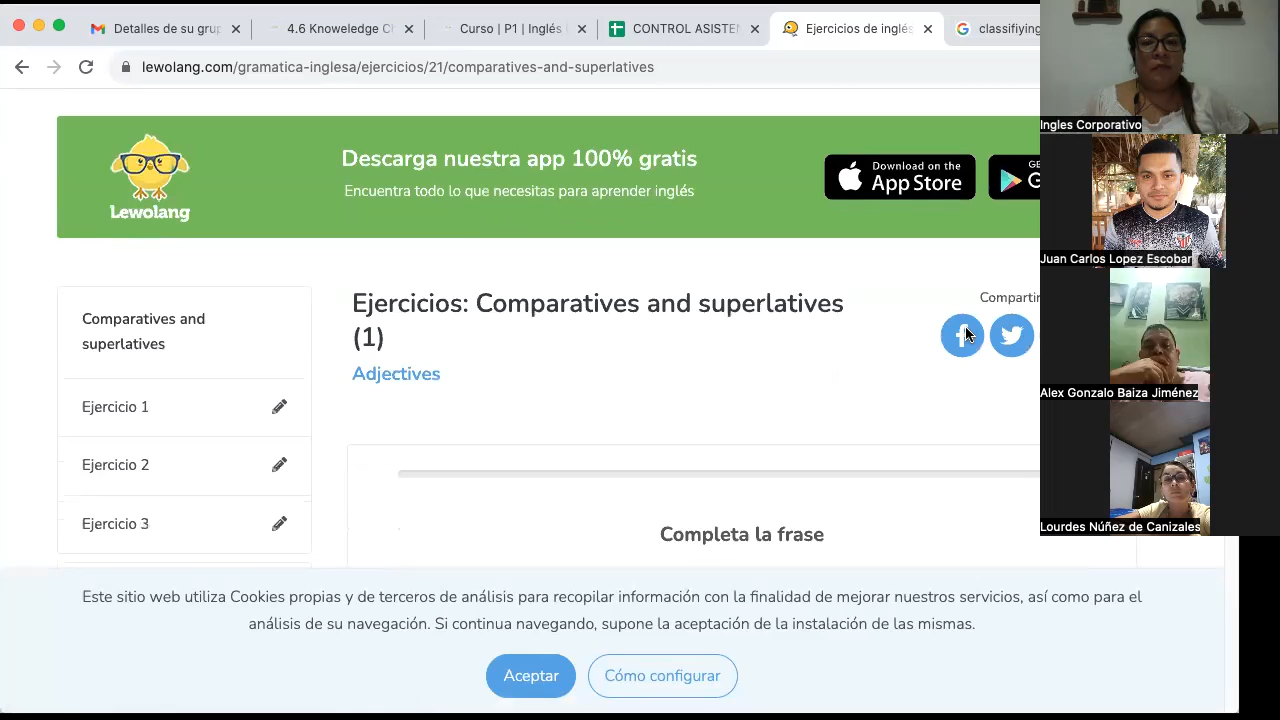 Detalles de su grup
4.6 Knowledge Ch
Curso | P1 | Inglés I
CONTROL ASISTEN
Ejercicios de inglés
classifiying
lewolang.com/gramatica-inglesa/ejercicios/21/comparatives-and-superlatives
Lewolang
Descarga nuestra app 100% gratis
Encuentra todo lo que necesitas para aprender inglés
Download on the
App Store
GE
G
Comparatives and
superlatives
Ejercicio 1
Ejercicio 2
Ejercicio 3
Ejercicios: Comparatives and superlatives
(1)
Adjectives
Compartir
Completa la frase
Este sitio web utiliza Cookies propias y de terceros de análisis para recopilar información con la finalidad de mejorar nuestros servicios, así como para el
análisis de su navegación. Si continua navegando, supone la aceptación de la instalación de las mismas.
Aceptar
Cómo configurar
Ingles Corporativo
Juan Carlos Lopez Escobar
Alex Gonzalo Baiza Jiménez
Lourdes Núñez de Canizales